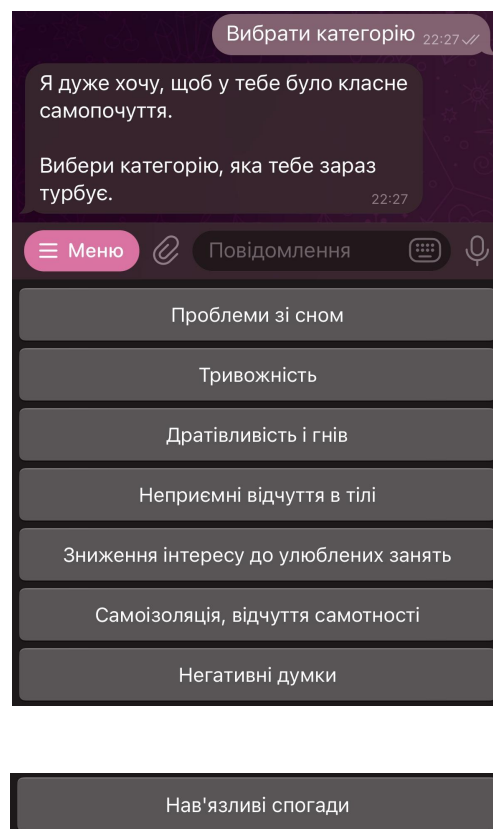 Вибрати категорію 22:27
Я дуже хочу, щоб у тебе було класне
самопочуття.
Вибери категорію, яка тебе зараз
турбує.
22:27
Меню
Повідомлення
Проблеми зі сном
Тривожність
Дратівливість і гнів
Неприємні відчуття в тілі
Зниження інтересу до улюблених занять
Самоізоляція, відчуття самотності
Негативні думки
Нав'язливі спогади